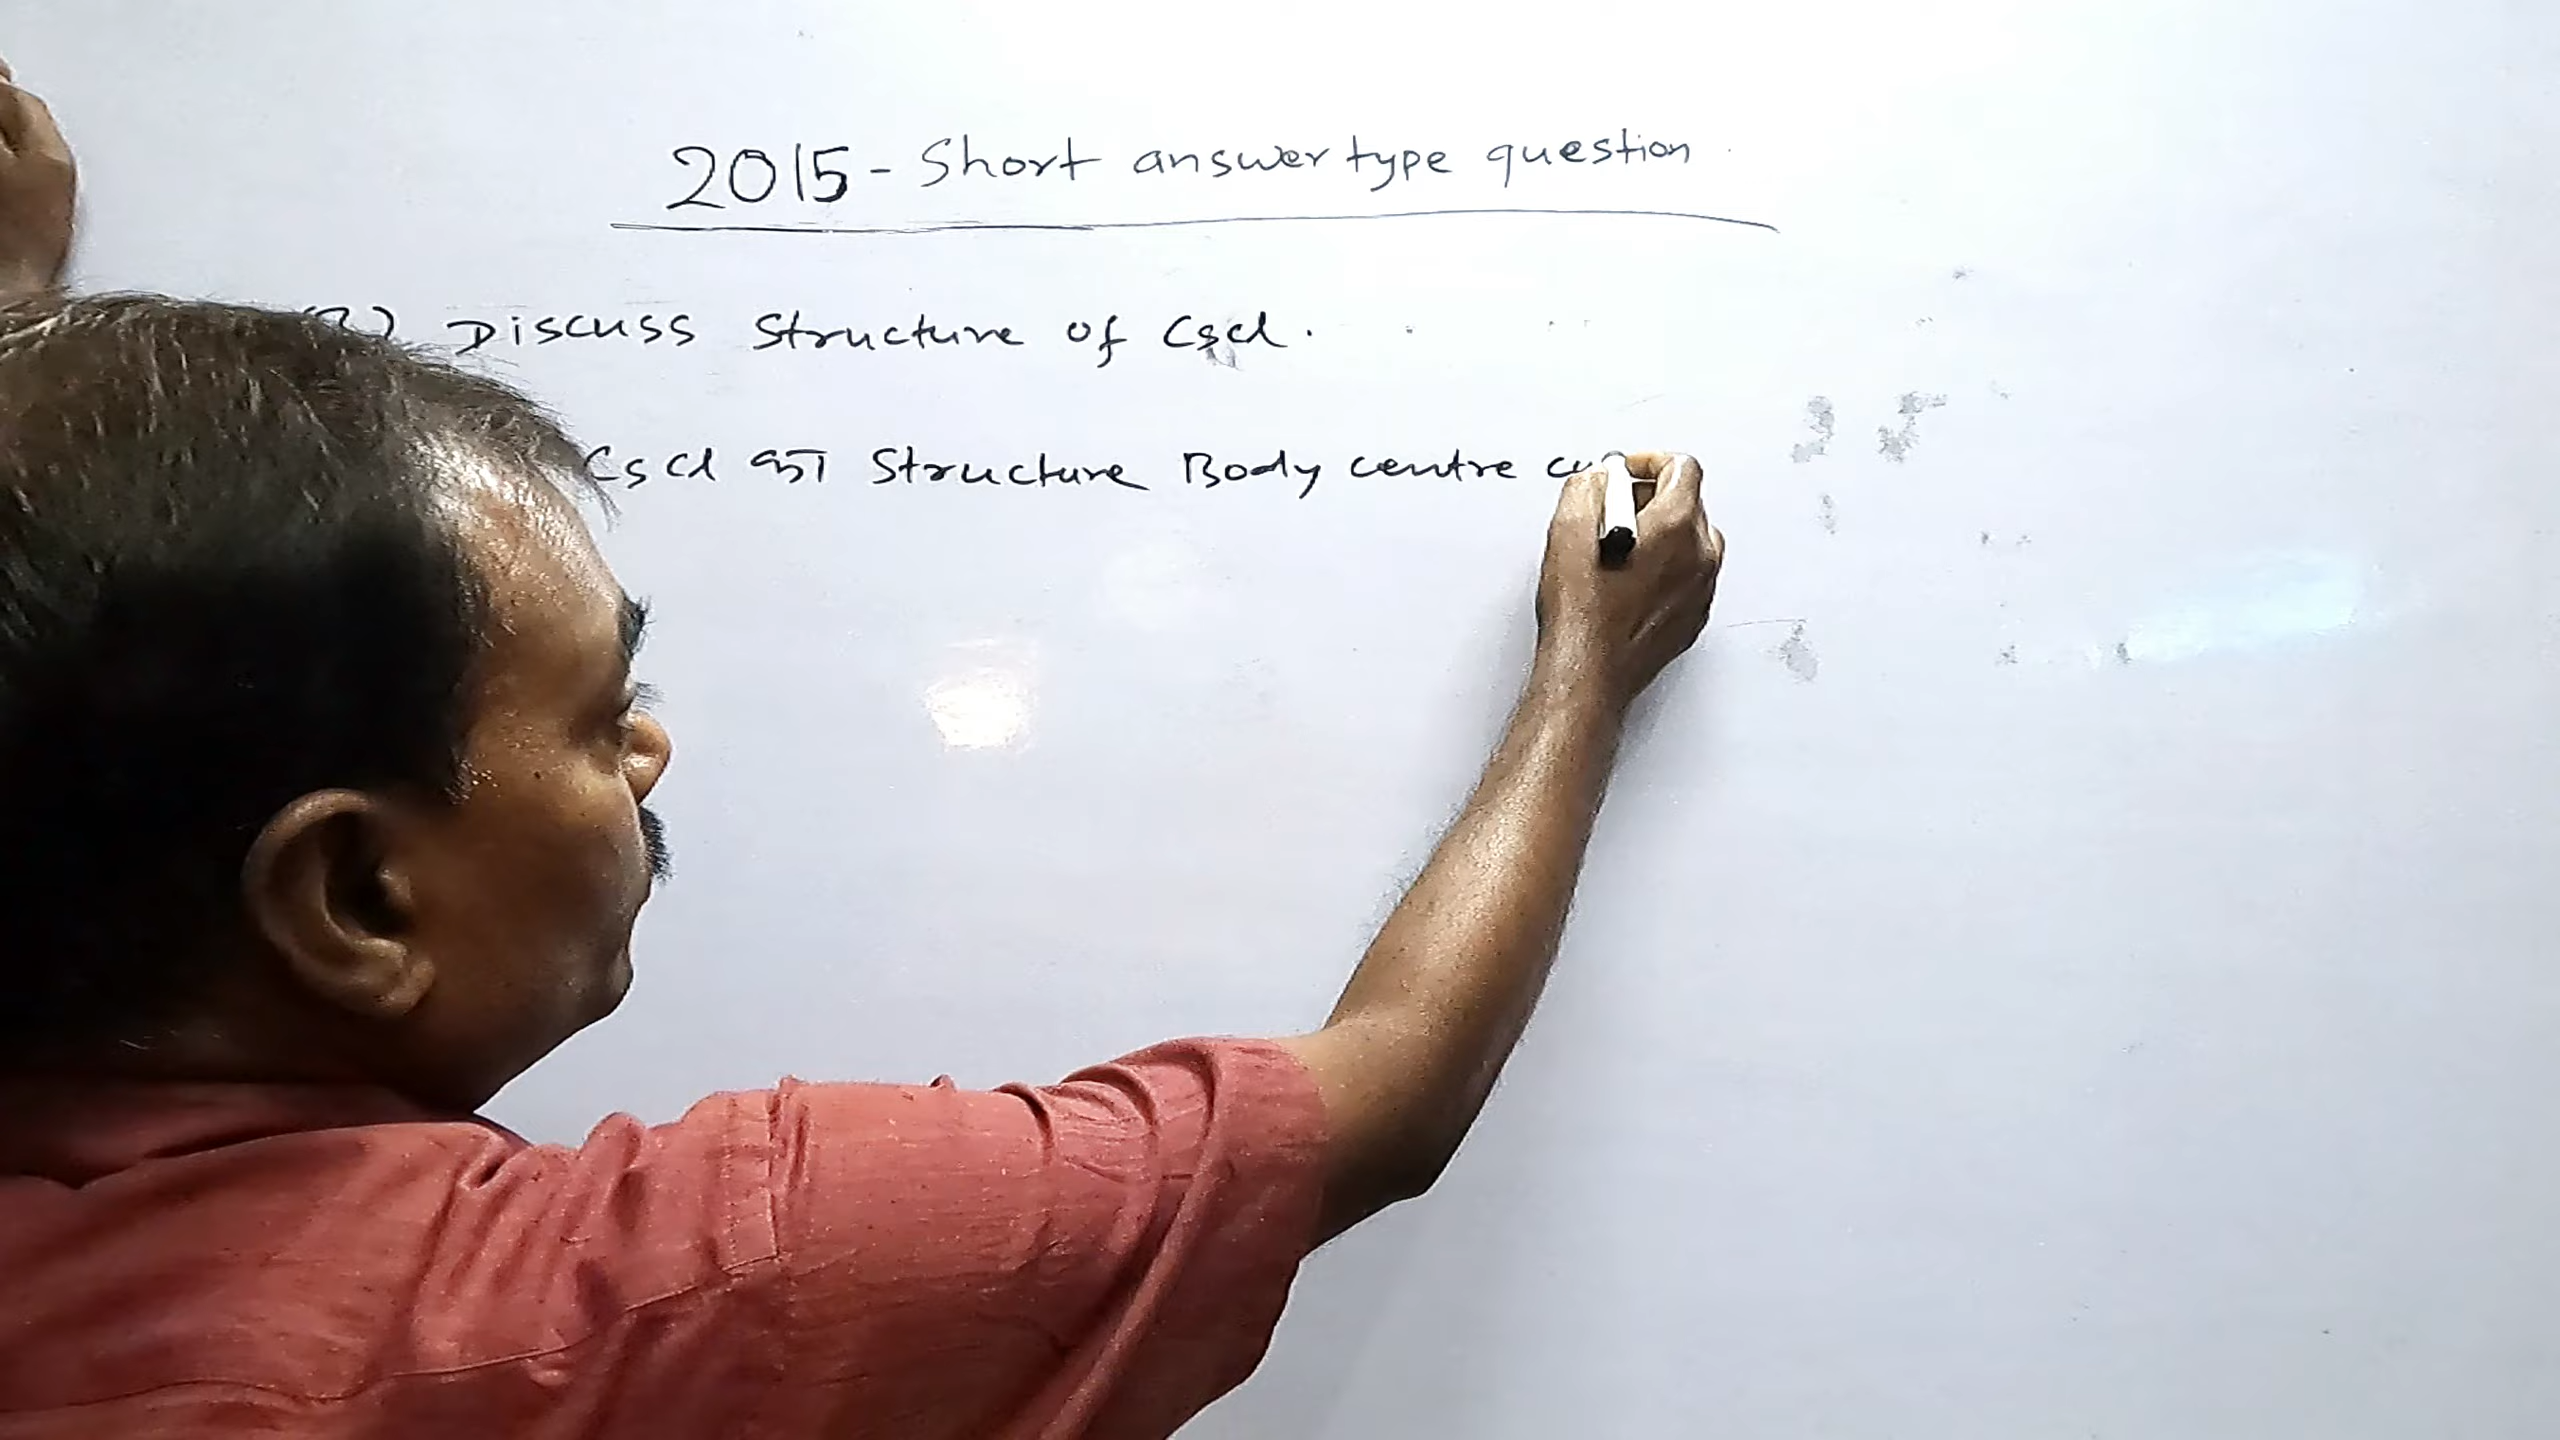 2015 - Short answer type question
Discuss Structure of CsCl.
CsCl का Structure Body centre